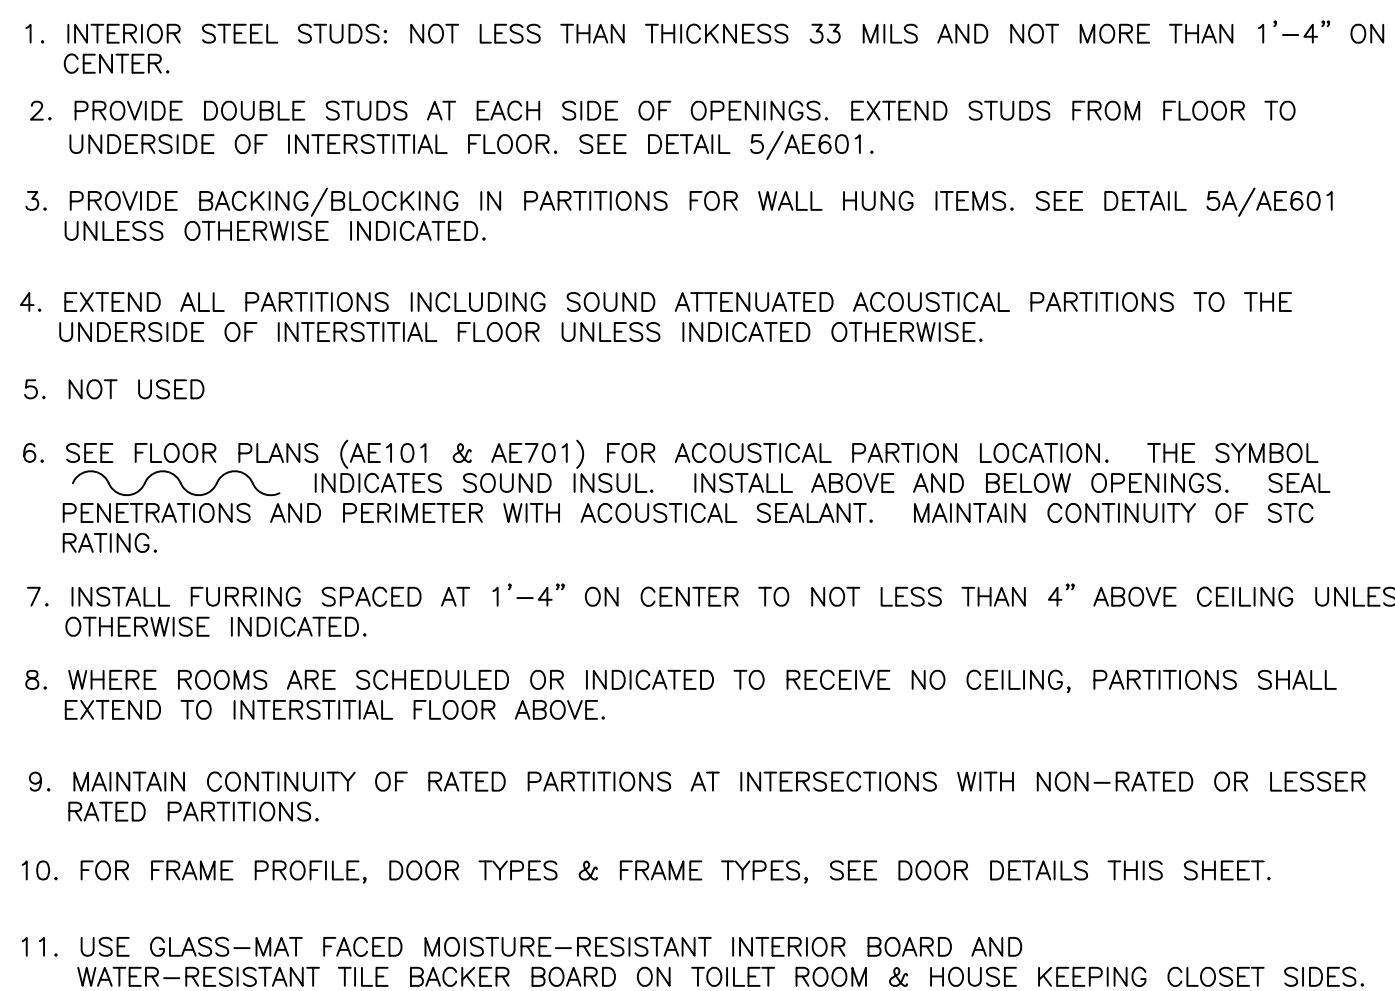 1. INTERIOR STEEL STUDS: NOT LESS THAN THICKNESS 33 MILS AND NOT MORE THAN 1'-4" ON
CENTER.
2. PROVIDE DOUBLE STUDS AT EACH SIDE OF OPENINGS. EXTEND STUDS FROM FLOOR TO
UNDERSIDE OF INTERSTITIAL FLOOR. SEE DETAIL 5/AE601.
3. PROVIDE BACKING/BLOCKING IN PARTITIONS FOR WALL HUNG ITEMS. SEE DETAIL 5A/AE601
UNLESS OTHERWISE INDICATED.
4. EXTEND ALL PARTITIONS INCLUDING SOUND ATTENUATED ACOUSTICAL PARTITIONS TO THE
UNDERSIDE OF INTERSTITIAL FLOOR UNLESS INDICATED OTHERWISE.
5. NOT USED
6. SEE FLOOR PLANS (AE101 & AE701) FOR ACOUSTICAL PARTION LOCATION. THE SYMBOL
INDICATES SOUND INSUL. INSTALL ABOVE AND BELOW OPENINGS. SEAL
PENETRATIONS AND PERIMETER WITH ACOUSTICAL SEALANT. MAINTAIN CONTINUITY OF STC
RATING.
7. INSTALL FURRING SPACED AT 1'-4" ON CENTER TO NOT LESS THAN 4" ABOVE CEILING UNLES
OTHERWISE INDICATED.
8. WHERE ROOMS ARE SCHEDULED OR INDICATED TO RECEIVE NO CEILING, PARTITIONS SHALL
EXTEND TO INTERSTITIAL FLOOR ABOVE.
9. MAINTAIN CONTINUITY OF RATED PARTITIONS AT INTERSECTIONS WITH NON-RATED OR LESSER
RATED PARTITIONS.
10. FOR FRAME PROFILE, DOOR TYPES & FRAME TYPES, SEE DOOR DETAILS THIS SHEET.
11. USE GLASS-MAT FACED MOISTURE-RESISTANT INTERIOR BOARD AND
WATER-RESISTANT TILE BACKER BOARD ON TOILET ROOM & HOUSE KEEPING CLOSET SIDES.